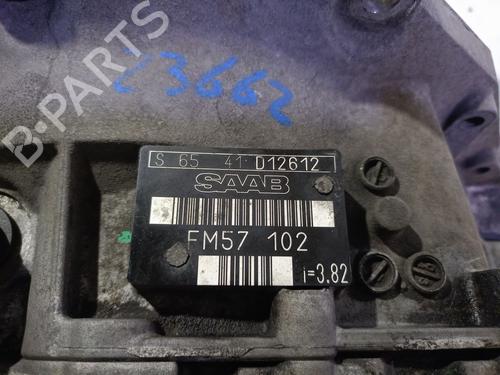 B-PARTS
23662
S 65 41 D12612
SAAB
FM57 102
i=3.82